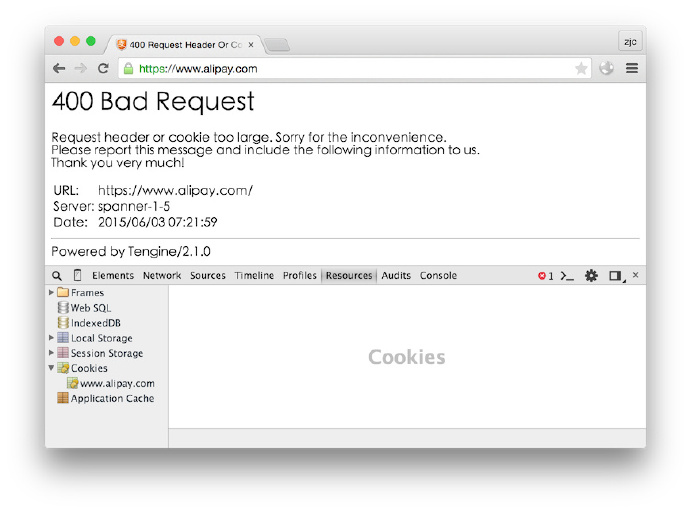 400 Request Header Or Co
zjc
https://www.alipay.com
400 Bad Request
Request header or cookie too large. Sorry for the inconvenience.
Please report this message and include the following information to us.
Thank you very much!
URL: https://www.alipay.com/
Server: spanner-1-5
Date: 2015/06/03 07:21:59
Powered by Tengine/2.1.0
Elements Network Sources Timeline Profiles Resources Audits Console 1
Frames
Web SQL
IndexedDB
Local Storage
Session Storage
Cookies
www.alipay.com
Application Cache
Cookies